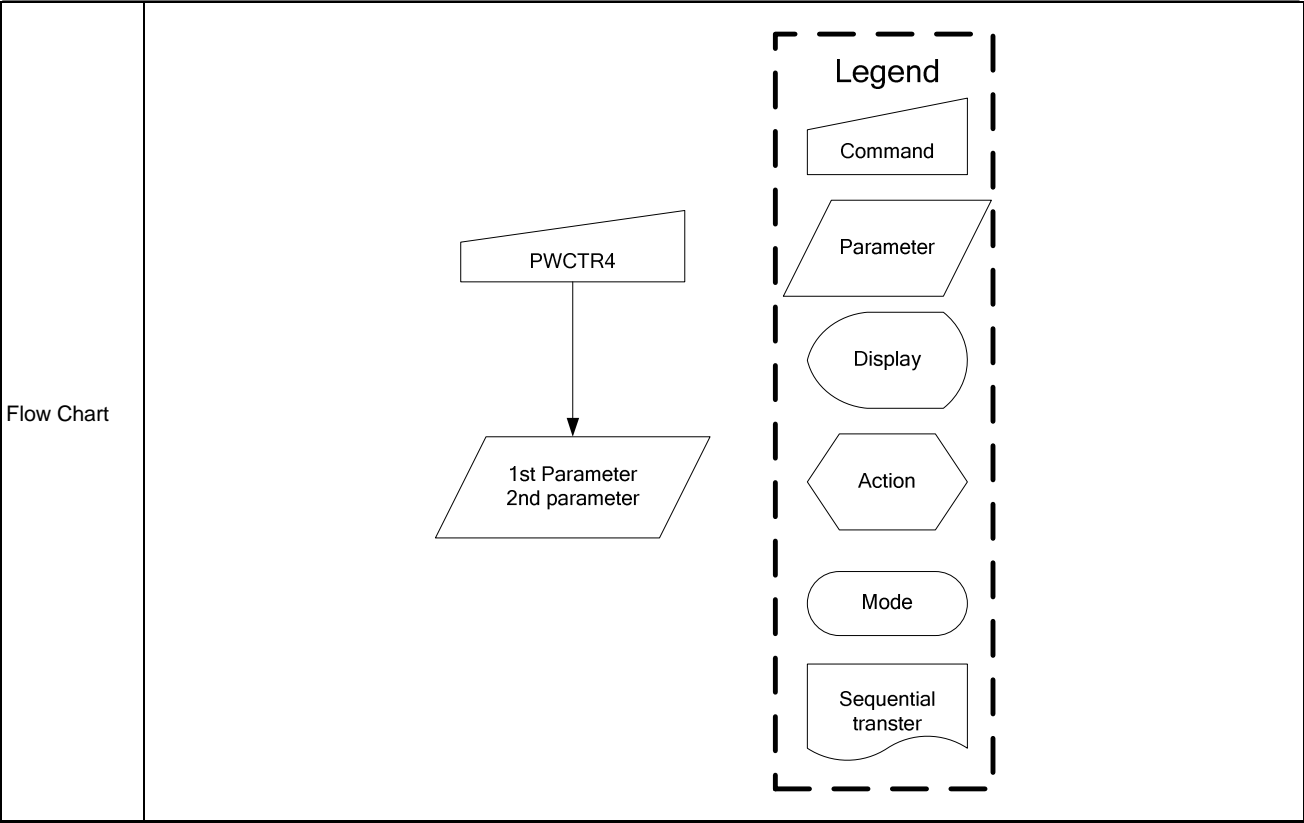 Flow Chart
PWCTR4
1st Parameter
2nd parameter
Legend
Command
Parameter
Display
Action
Mode
Sequential
transter